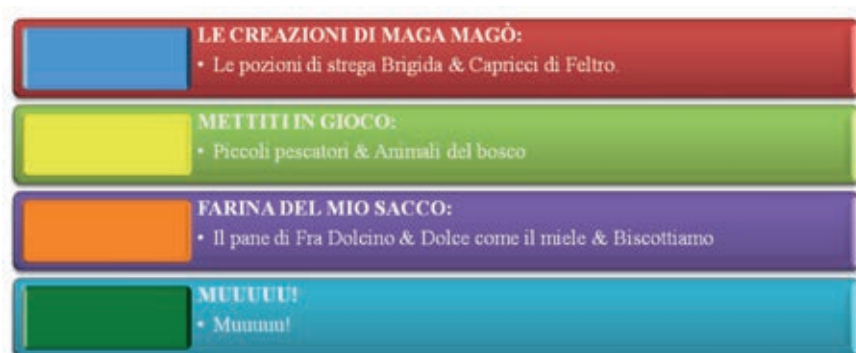 LE CREAZIONI DI MAGA MAGÒ:
• Le pozioni di strega Brigida & Capricci di Feltro.
METTITI IN GIOCO:
• Piccoli pescatori & Animali del bosco
FARINA DEL MIO SACCO:
• Il pane di Fra Dolcino & Dolce come il miele & Biscottiamo
MUUUUU!
• Muuuuu!